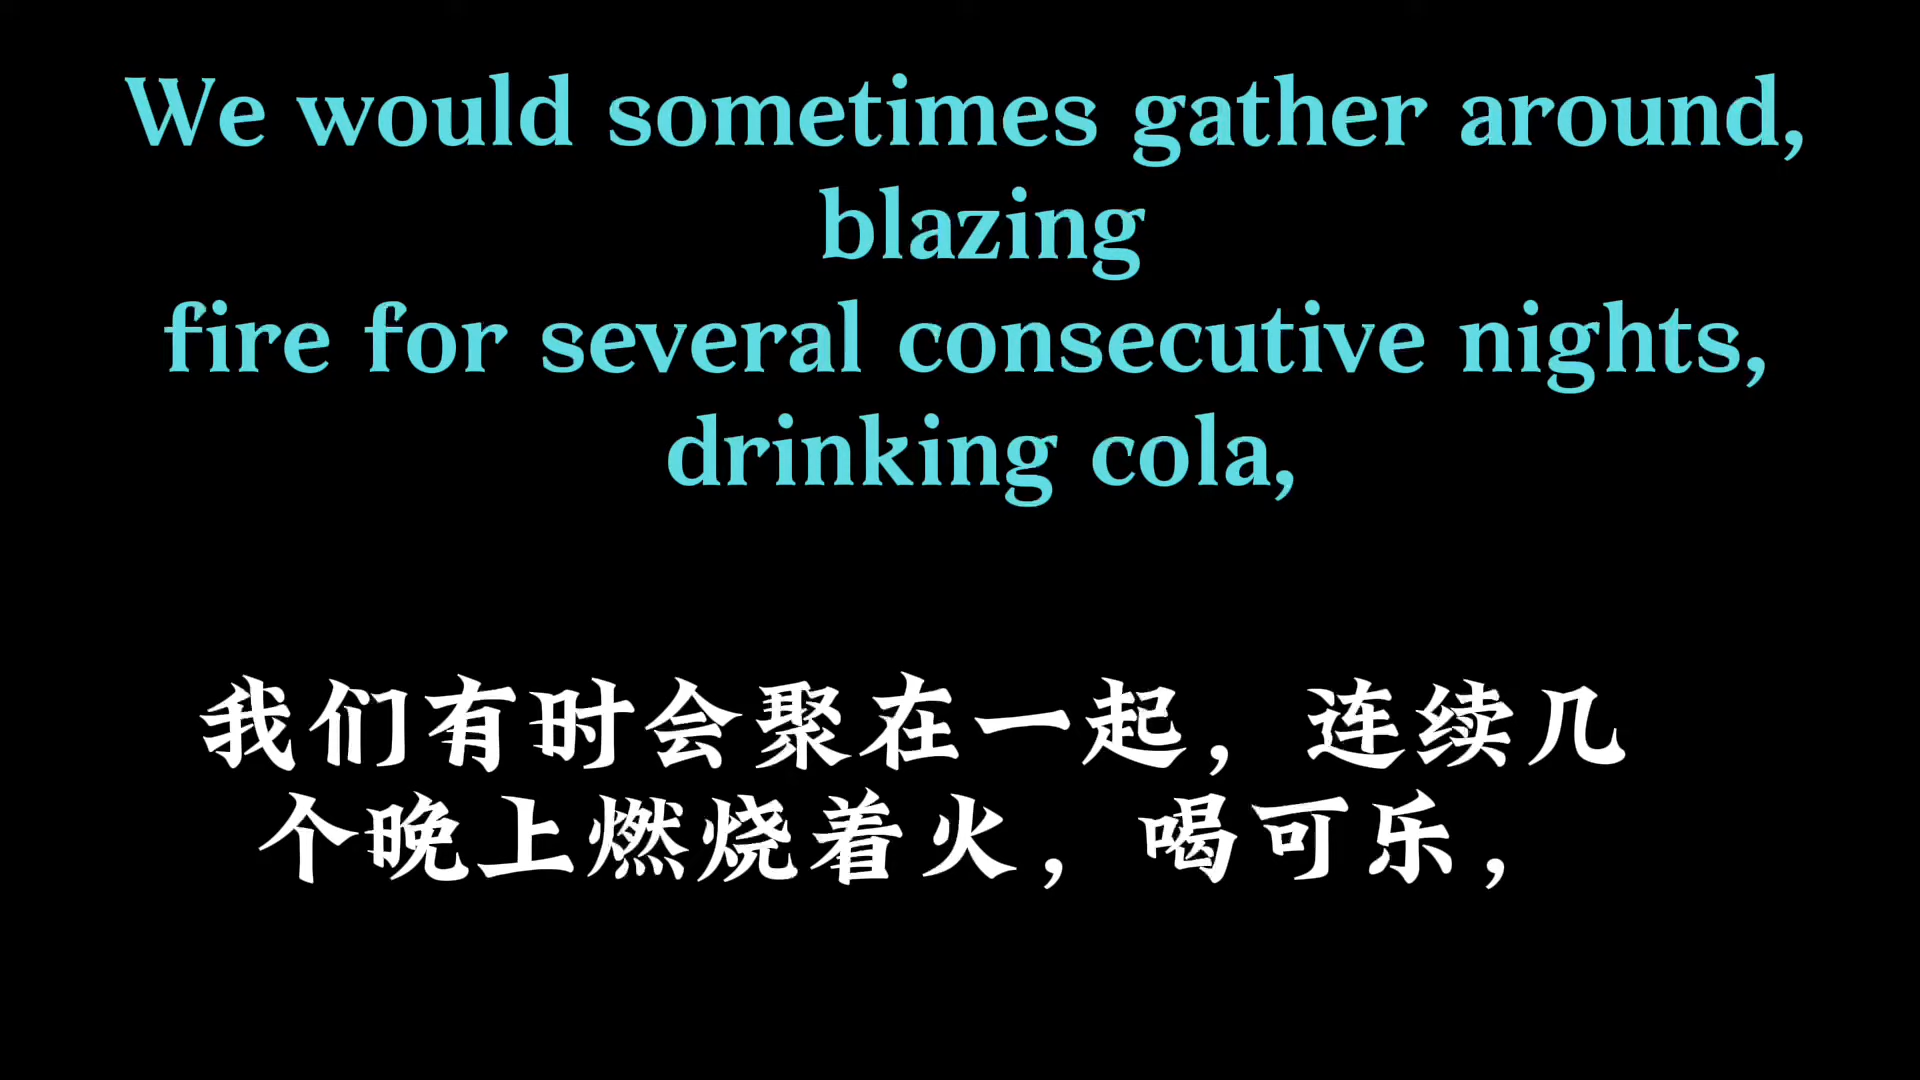 We would sometimes gather around,
blazing
fire for several consecutive nights,
drinking cola,
我们有时会聚在一起，连续几
个晚上燃烧着火，喝可乐，